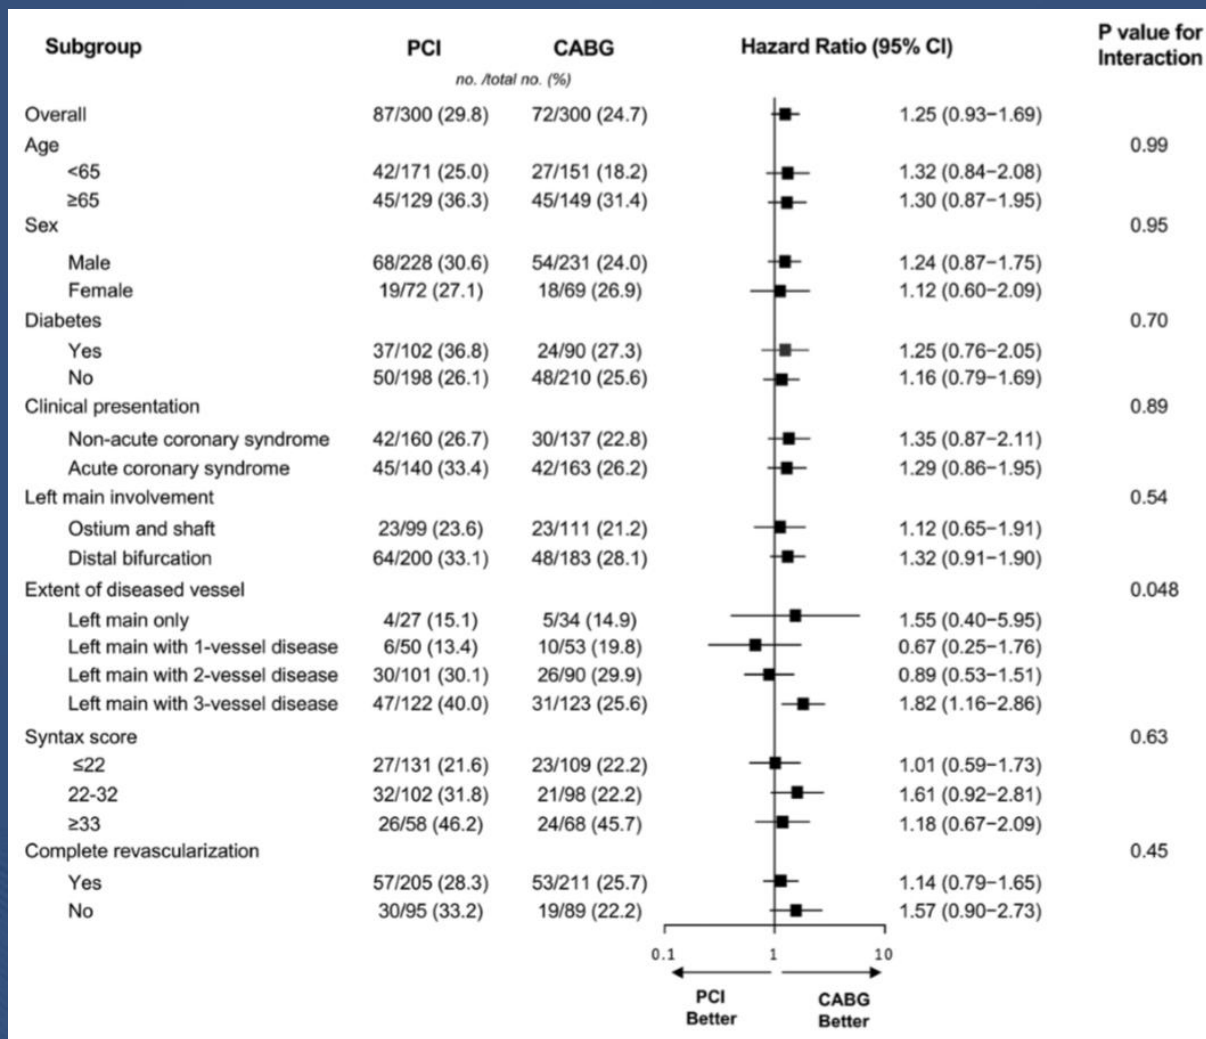 Subgroup PCI CABG Hazard Ratio (95% CI) P value for Interaction
no. /total no. (%)
Overall 87/300 (29.8) 72/300 (24.7) 1.25 (0.93−1.69)
Age 0.99
<65 42/171 (25.0) 27/151 (18.2) 1.32 (0.84−2.08)
≥65 45/129 (36.3) 45/149 (31.4) 1.30 (0.87−1.95)
Sex 0.95
Male 68/228 (30.6) 54/231 (24.0) 1.24 (0.87−1.75)
Female 19/72 (27.1) 18/69 (26.9) 1.12 (0.60−2.09)
Diabetes 0.70
Yes 37/102 (36.8) 24/90 (27.3) 1.25 (0.76−2.05)
No 50/198 (26.1) 48/210 (25.6) 1.16 (0.79−1.69)
Clinical presentation 0.89
Non-acute coronary syndrome 42/160 (26.7) 30/137 (22.8) 1.35 (0.87−2.11)
Acute coronary syndrome 45/140 (33.4) 42/163 (26.2) 1.29 (0.86−1.95)
Left main involvement 0.54
Ostium and shaft 23/99 (23.6) 23/111 (21.2) 1.12 (0.65−1.91)
Distal bifurcation 64/200 (33.1) 48/183 (28.1) 1.32 (0.91−1.90)
Extent of diseased vessel 0.048
Left main only 4/27 (15.1) 5/34 (14.9) 1.55 (0.40−5.95)
Left main with 1-vessel disease 6/50 (13.4) 10/53 (19.8) 0.67 (0.25−1.76)
Left main with 2-vessel disease 30/101 (30.1) 26/90 (29.9) 0.89 (0.53−1.51)
Left main with 3-vessel disease 47/122 (40.0) 31/123 (25.6) 1.82 (1.16−2.86)
Syntax score 0.63
≤22 27/131 (21.6) 23/109 (22.2) 1.01 (0.59−1.73)
22-32 32/102 (31.8) 21/98 (22.2) 1.61 (0.92−2.81)
≥33 26/58 (46.2) 24/68 (45.7) 1.18 (0.67−2.09)
Complete revascularization 0.45
Yes 57/205 (28.3) 53/211 (25.7) 1.14 (0.79−1.65)
No 30/95 (33.2) 19/89 (22.2) 1.57 (0.90−2.73)
0.1 1 10
PCI Better CABG Better